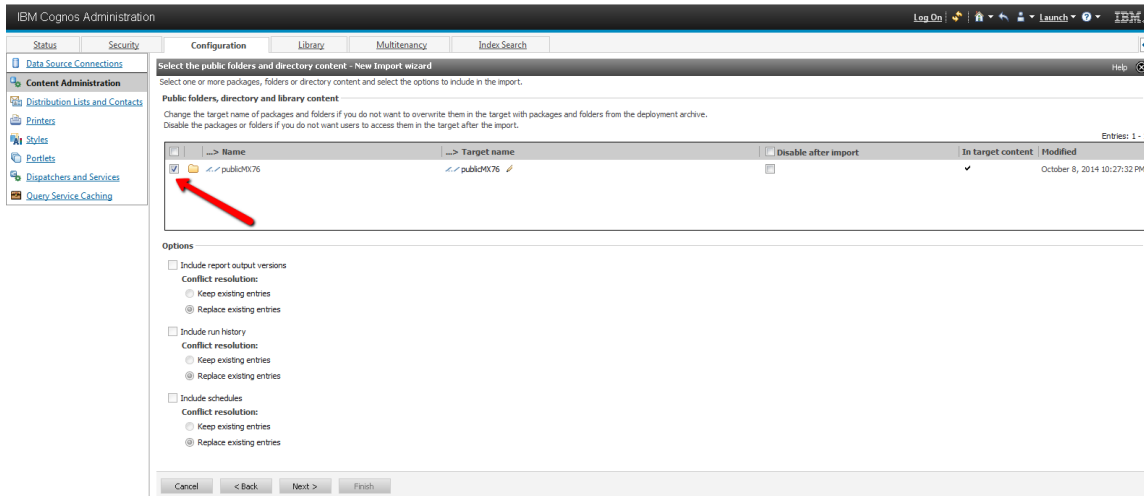 IBM Cognos Administration
Log On Launch IBM
Status Security Configuration Library Multitenancy Index Search
Data Source Connections
Content Administration
Distribution Lists and Contacts
Printers
Styles
Portlets
Dispatchers and Services
Query Service Caching
Select the public folders and directory content - New Import wizard Help
Select one or more packages, folders or directory content and select the options to include in the import.
Public folders, directory and library content
Change the target name of packages and folders if you do not want to overwrite them in the target with packages and folders from the deployment archive.
Disable the packages or folders if you do not want users to access them in the target after the import.
Entries: 1 -
...> Name ...> Target name Disable after import In target content Modified
publicMX76 publicMX76 October 8, 2014 10:27:32 PM
Options
Include report output versions
Conflict resolution:
Keep existing entries
Replace existing entries
Include run history
Conflict resolution:
Keep existing entries
Replace existing entries
Include schedules
Conflict resolution:
Keep existing entries
Replace existing entries
Cancel < Back Next > Finish